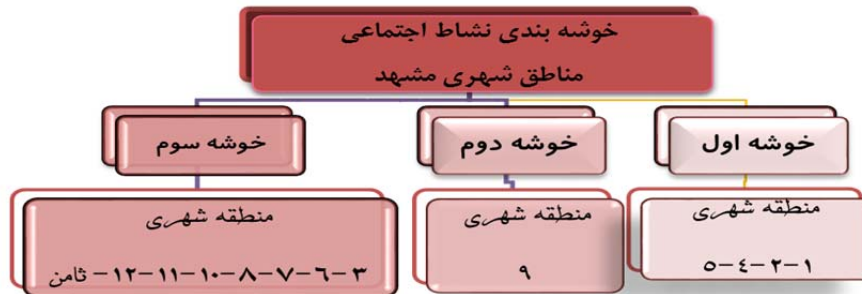 خوشه بندی نشاط اجتماعی
مناطق شهری مشهد
خوشه اول
خوشه دوم
خوشه سوم
منطقه شهری
۱-۲-٤-۵
منطقه شهری
۹
منطقه شهری
۳-۶-۷-۸-۱۰-۱۱-۱۲- ثامن